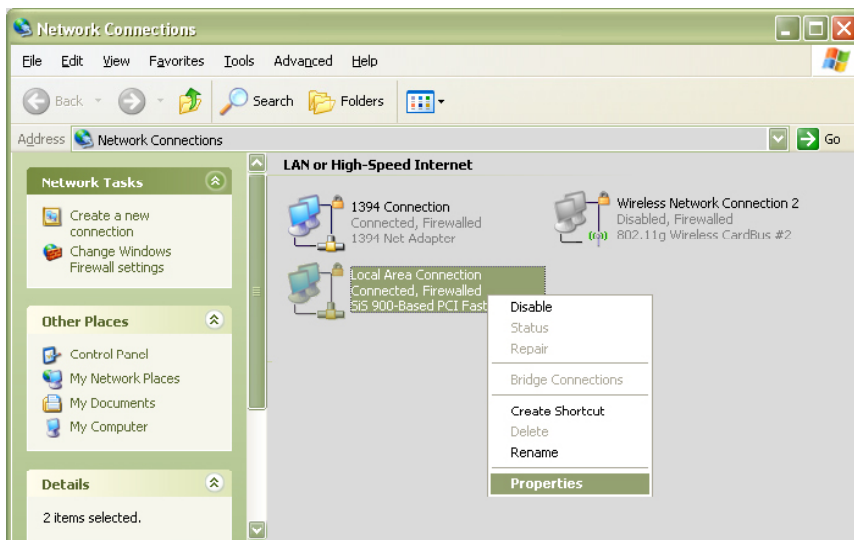 Network Connections
File Edit View Favorites Tools Advanced Help
Back Search Folders
Address Network Connections Go
Network Tasks
Create a new
connection
Change Windows
Firewall settings
Other Places
Control Panel
My Network Places
My Documents
My Computer
Details
2 items selected.
LAN or High-Speed Internet
1394 Connection
Connected, Firewalled
1394 Net Adapter
Wireless Network Connection 2
Disabled, Firewalled
802.11g Wireless CardBus #2
Local Area Connection
Connected, Firewalled
SiS 900-Based PCI Fast
Disable
Status
Repair
Bridge Connections
Create Shortcut
Delete
Rename
Properties